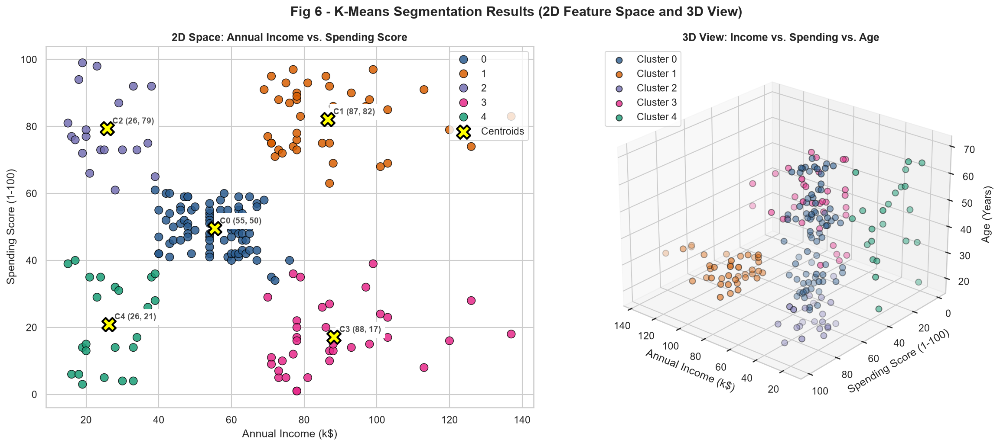 Fig 6 - K-Means Segmentation Results (2D Feature Space and 3D View)
2D Space: Annual Income vs. Spending Score
100
80
60
40
20
0
Spending Score (1-100)
20
40
60
80
100
120
140
Annual Income (k$)
0
1
2
3
4
Centroids
C2 (26, 79)
C1 (87, 82)
C0 (55, 50)
C4 (26, 21)
C3 (88, 17)
3D View: Income vs. Spending vs. Age
Cluster 0
Cluster 1
Cluster 2
Cluster 3
Cluster 4
140
120
100
80
60
40
20
Annual Income (k$)
0
20
40
60
80
100
Spending Score (1-100)
70
60
50
40
30
20
Age (Years)